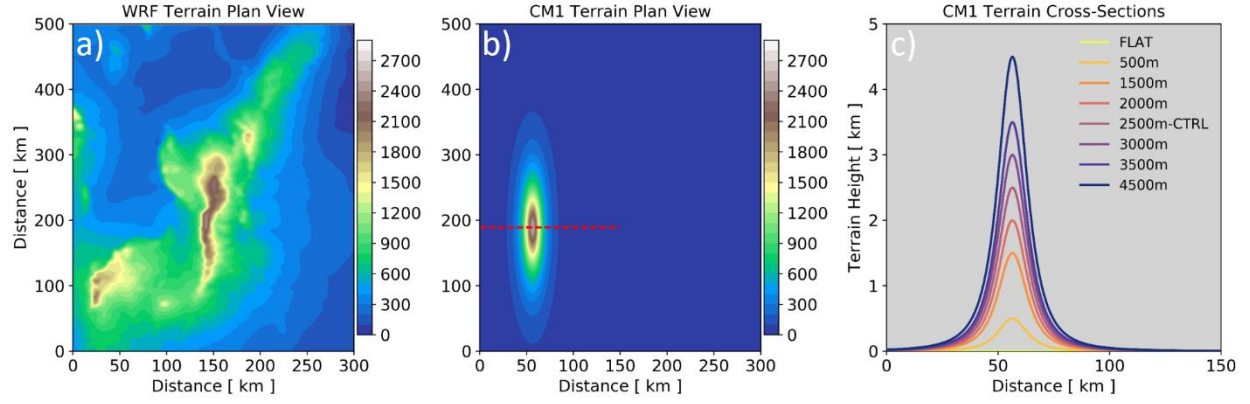 WRF Terrain Plan View
a)
500
400
300
200
100
0
Distance [ km ]
0 50 100 150 200 250 300
Distance [ km ]
2700
2400
2100
1800
1500
1200
900
600
300
0
CM1 Terrain Plan View
b)
500
400
300
200
100
0
0 50 100 150 200 250 300
Distance [ km ]
2700
2400
2100
1800
1500
1200
900
600
300
0
CM1 Terrain Cross-Sections
c)
5
4
3
2
1
0
Terrain Height [ km ]
FLAT
500m
1500m
2000m
2500m-CTRL
3000m
3500m
4500m
0 50 100 150
Distance [ km ]